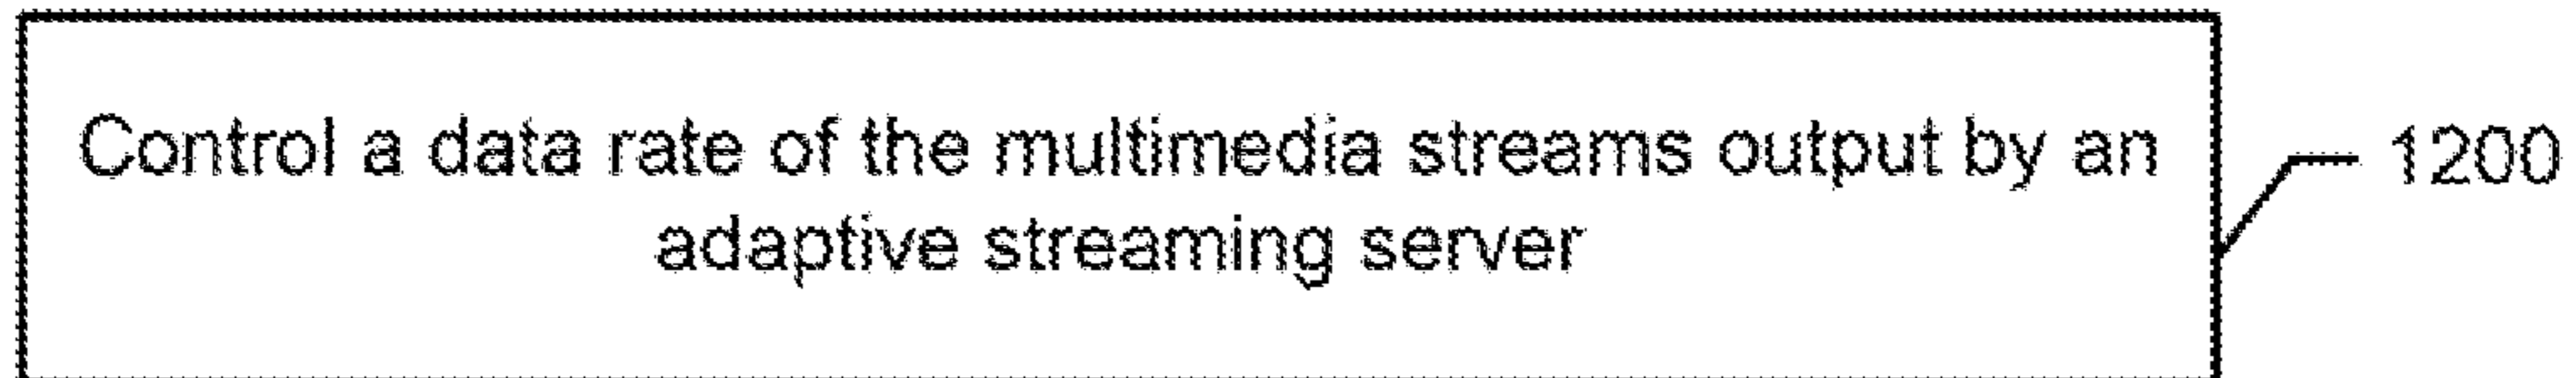 Control a data rate of the multimedia streams output by an
adaptive streaming server
1200